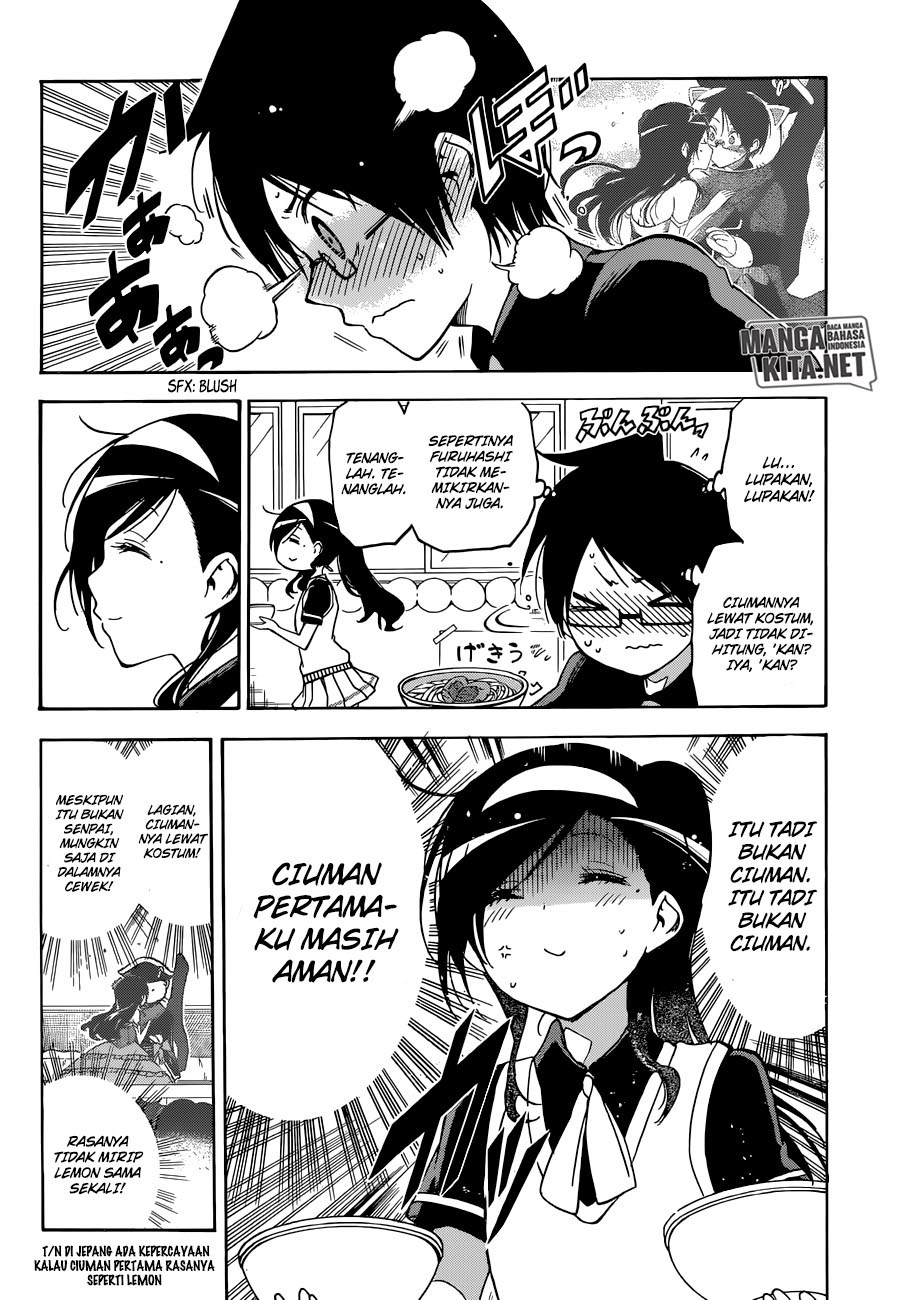 かぁ
ああぁっ
ぼっ
MANGA
KITA.NET
BACA MANGA
BAHASA
INDONESIA
SFX: BLUSH
ぶんぶんっ
LU...
LUPAKAN,
LUPAKAN!
CIUMANNYA
LEWAT KOSTUM,
JADI TIDAK DI-
HITUNG, 'KAN?
IYA, 'KAN?
SEPERTINYA
FURUHASHI
TIDAK ME-
MIKIRKAN-
NYA JUGA.
TENANG-
LAH. TE-
NANGLAH.
げきう
ITU TADI
BUKAN
CIUMAN.
ITU TADI
BUKAN
CIUMAN.
CIUMAN
PERTAMA-
KU MASIH
AMAN!!
LAGIAN,
CIUMAN-
NYA LEWAT
KOSTUM!
MESKIPUN
ITU BUKAN
SENPAI,
MUNGKIN
SAJA DI
DALAMNYA
CEWEK!
RASANYA
TIDAK MIRIP
LEMON SAMA
SEKALI!
T/N DI JEPANG ADA KEPERCAYAAN
KALAU CIUMAN PERTAMA RASANYA
SEPERTI LEMON